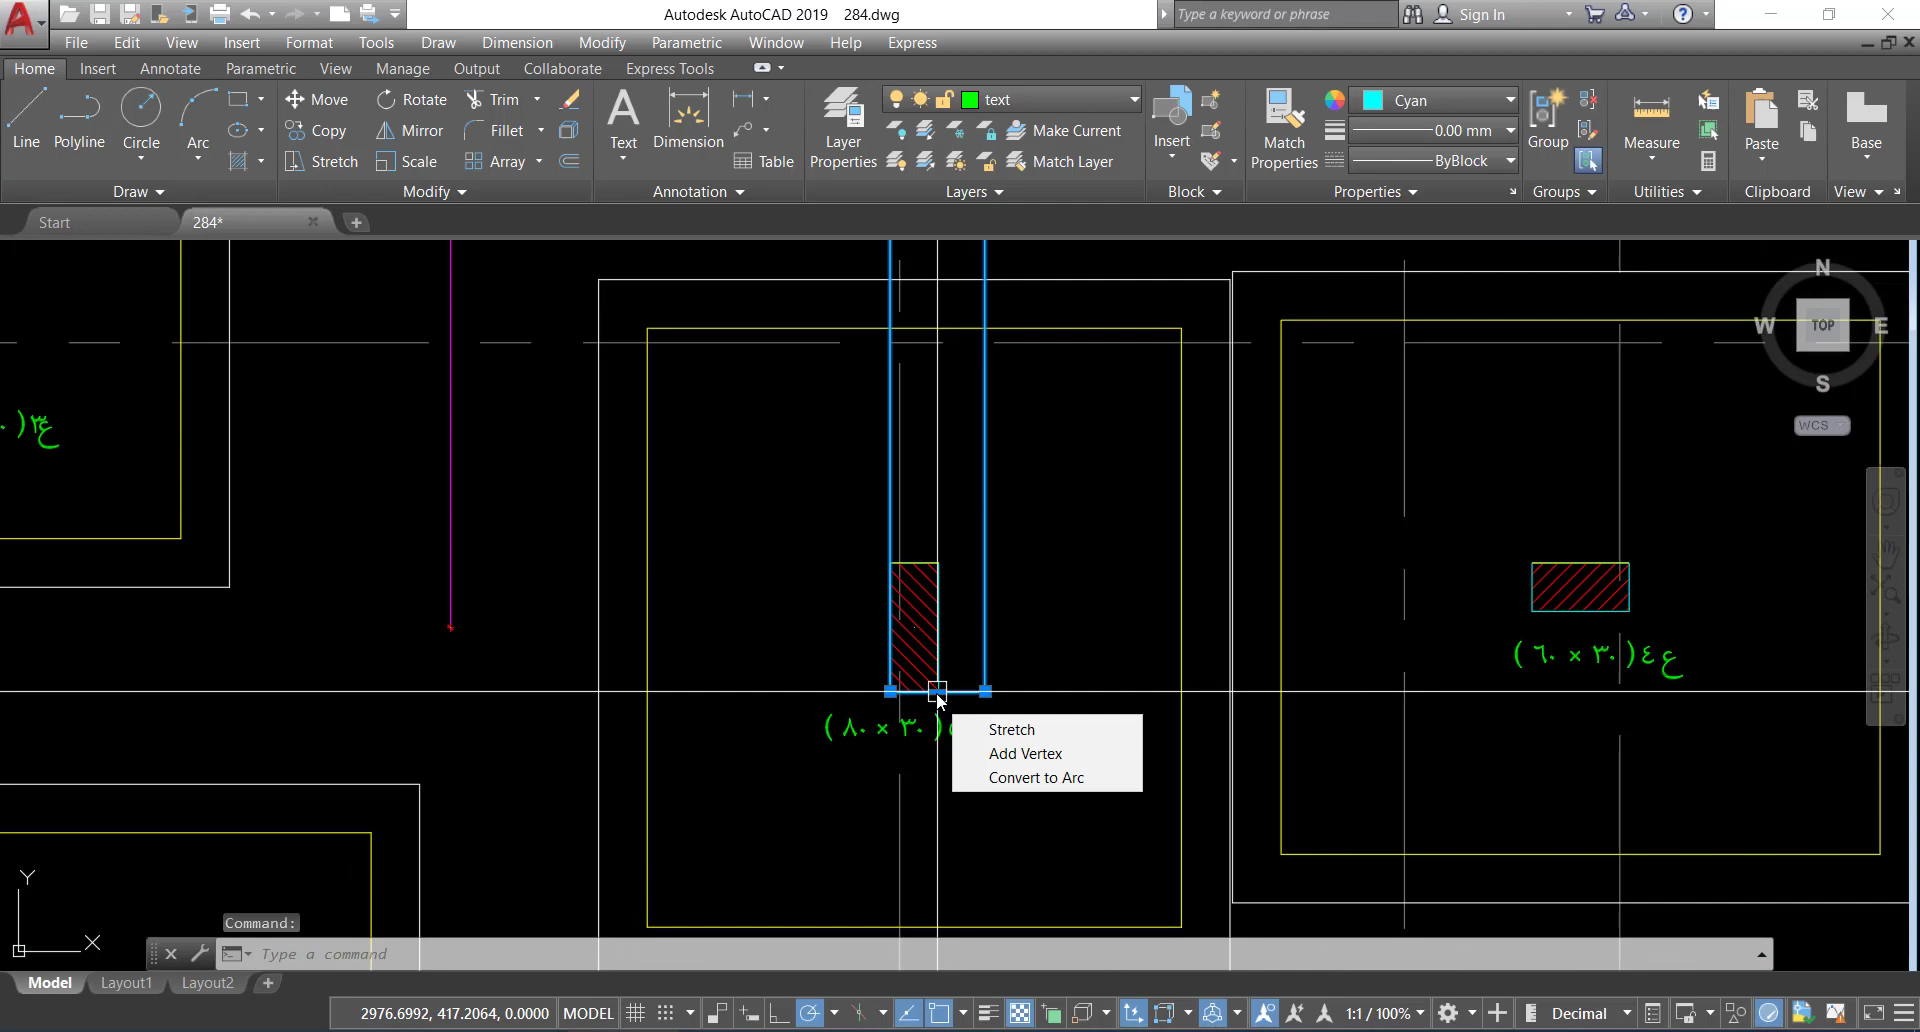 Autodesk AutoCAD 2019 284.dwg
Type a keyword or phrase
Sign In
File Edit View Insert Format Tools Draw Dimension Modify Parametric Window Help Express
Home Insert Annotate Parametric View Manage Output Collaborate Express Tools
Line Polyline Circle Arc
Move Rotate Trim
Copy Mirror Fillet
Stretch Scale Array
Text Dimension Table
Layer Properties
text
Make Current
Match Layer
Insert
Match Properties
Cyan
0.00 mm
ByBlock
Group
Measure
Paste
Base
Draw Modify Annotation Layers Block Properties Groups Utilities Clipboard View
Start 284*
N
W TOP E
S
WCS
ع٣(
ع٤(٣٠ × ٦٠)
(٣٠ × ٨٠)
Stretch
Add Vertex
Convert to Arc
Y
X
Command:
Type a command
Model Layout1 Layout2
2976.6992, 417.2064, 0.0000 MODEL 1:1 / 100% Decimal